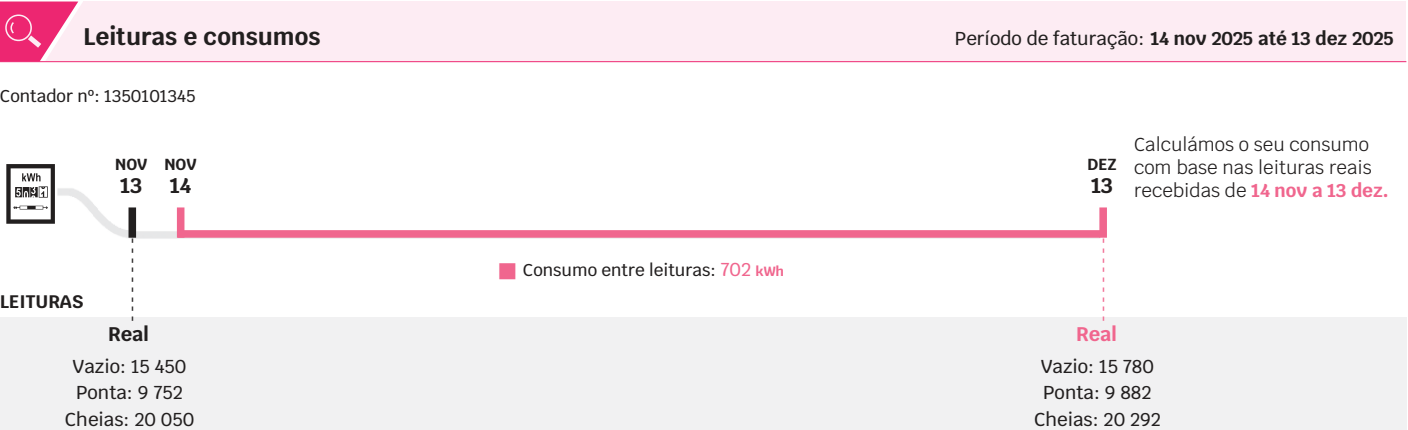 Leituras e consumos
Período de faturação: 14 nov 2025 até 13 dez 2025
Contador nº: 1350101345
kWh
NOV
13
NOV
14
DEZ
13
Calculámos o seu consumo
com base nas leituras reais
recebidas de 14 nov a 13 dez.
Consumo entre leituras: 702 kWh
LEITURAS
Real
Vazio: 15 450
Ponta: 9 752
Cheias: 20 050
Real
Vazio: 15 780
Ponta: 9 882
Cheias: 20 292